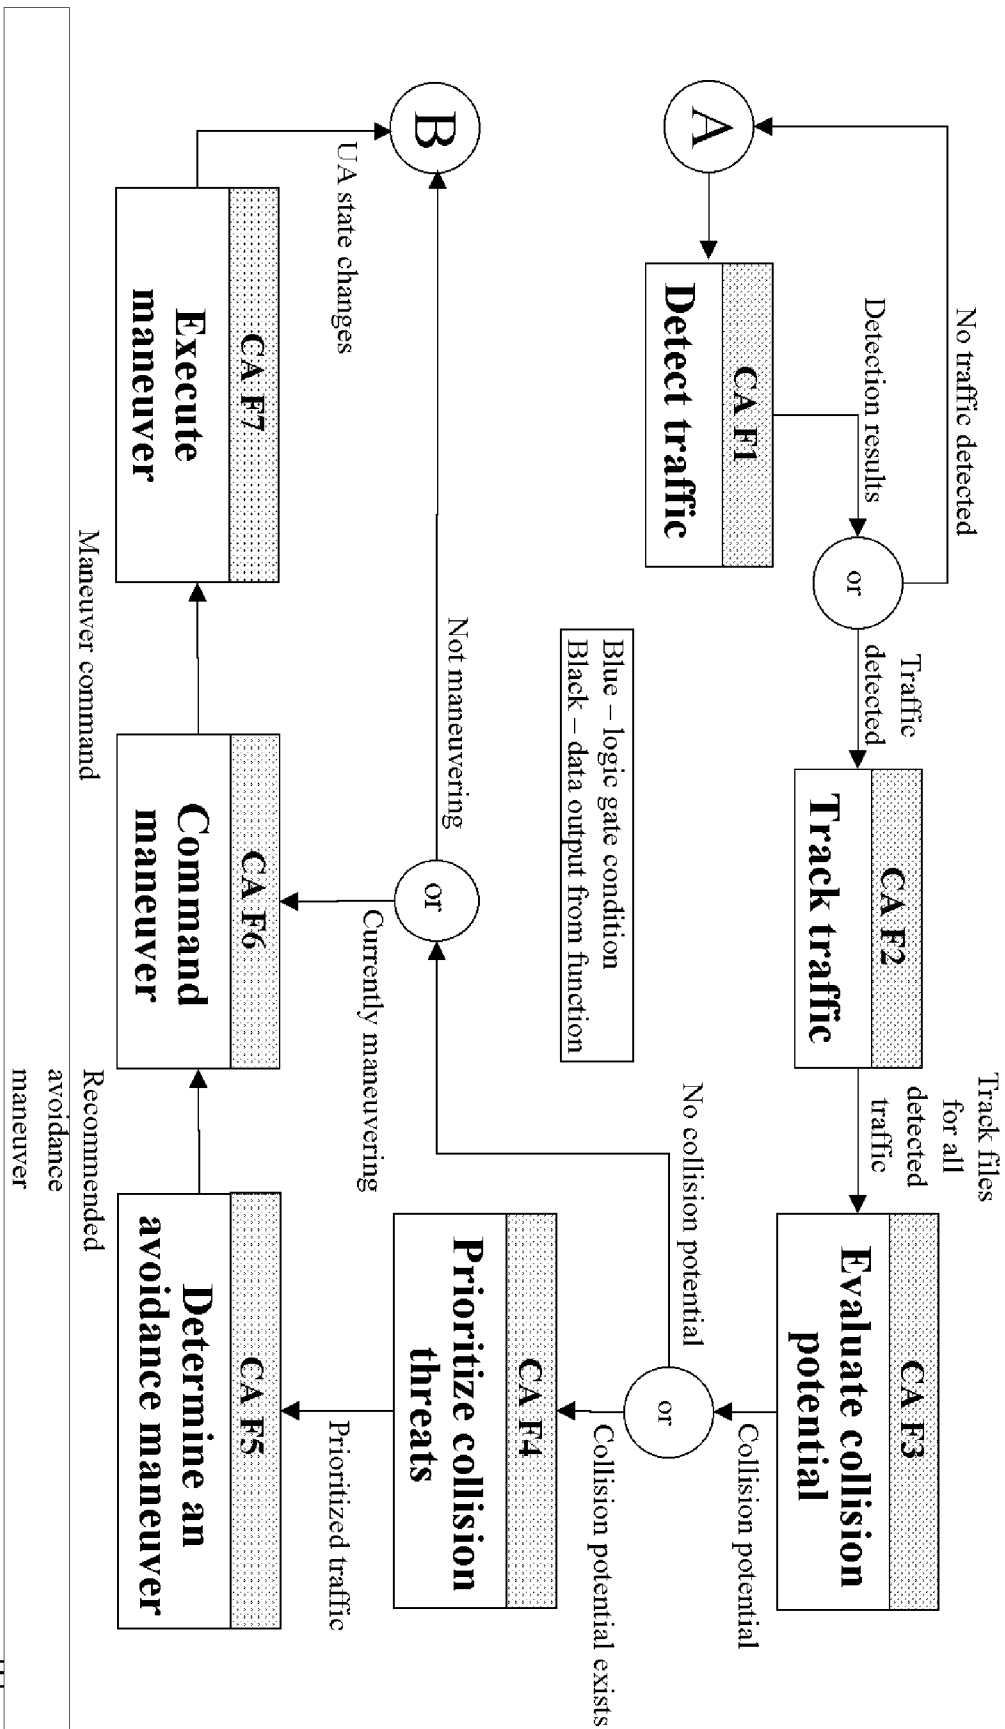 No traffic detected
Detection results
Traffic
detected
Track files
for all
detected
traffic
A
CA F1
Detect traffic
or
CA F2
Track traffic
CA F3
Evaluate collision
potential
Collision potential
Blue – logic gate condition
Black – data output from function
No collision potential
or
Collision potential exists
B
Not maneuvering
or
Currently maneuvering
CA F4
Prioritize collision
threats
UA state changes
Prioritized traffic
CA F7
Execute
maneuver
CA F6
Command
maneuver
CA F5
Determine an
avoidance maneuver
Maneuver command
Recommended
avoidance
maneuver